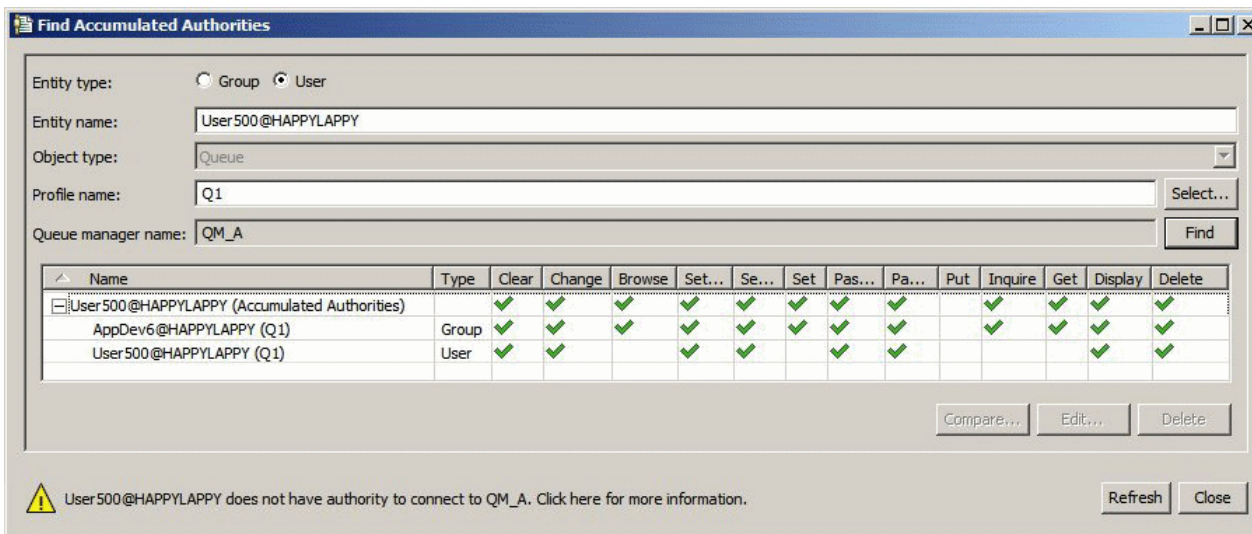 Find Accumulated Authorities
Entity type: Group User
Entity name: User500@HAPPYLAPPY
Object type: Queue
Profile name: Q1 Select...
Queue manager name: QM_A Find
Name Type Clear Change Browse Set... Se... Set Pas... Pa... Put Inquire Get Display Delete
User500@HAPPYLAPPY (Accumulated Authorities)
AppDev6@HAPPYLAPPY (Q1) Group
User500@HAPPYLAPPY (Q1) User
Compare... Edit... Delete
User500@HAPPYLAPPY does not have authority to connect to QM_A. Click here for more information. Refresh Close